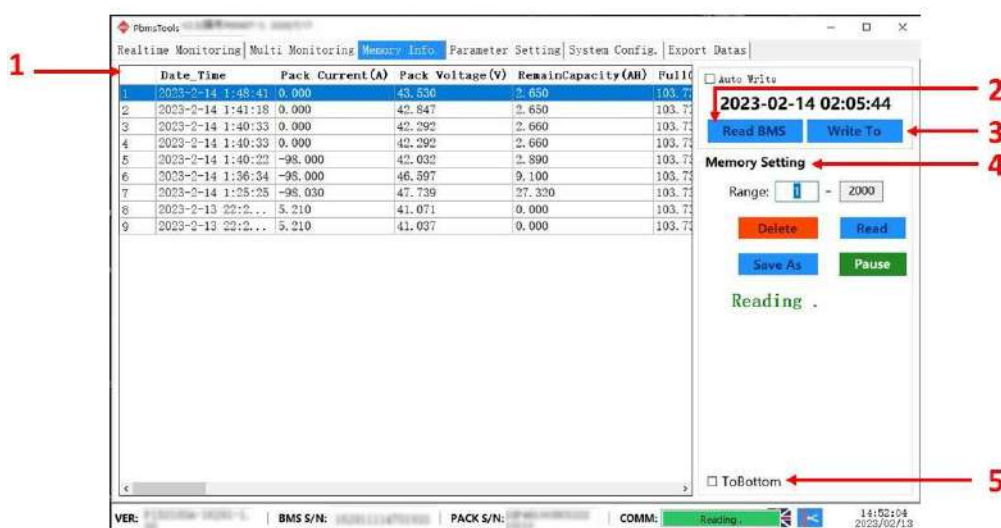 PbmsTools
Realtime Monitoring Multi Monitoring Memory Info. Parameter Setting System Config. Export Datas
1
Date_Time Pack Current(A) Pack Voltage(V) RemainCapacity(AH) Full
1 2023-2-14 1:48:41 0.000 43.530 2.650 103.7
2 2023-2-14 1:41:18 0.000 42.847 2.650 103.7
3 2023-2-14 1:40:33 0.000 42.292 2.660 103.7
4 2023-2-14 1:40:33 0.000 42.292 2.660 103.7
5 2023-2-14 1:40:22 -98.000 42.032 2.890 103.7
6 2023-2-14 1:36:34 -98.000 46.597 9.100 103.7
7 2023-2-14 1:25:25 -98.030 47.739 27.320 103.7
8 2023-2-13 22:2... 5.210 41.071 0.000 103.7
9 2023-2-13 22:2... 5.210 41.037 0.000 103.7
Auto Write
2023-02-14 02:05:44
2
Read BMS Write To
3
Memory Setting
4
Range: 1 - 2000
Delete Read
Save As Pause
Reading .
ToBottom
5
VER: BMS S/N: PACK S/N: COMM: Reading . 14:52:04
2023/02/13